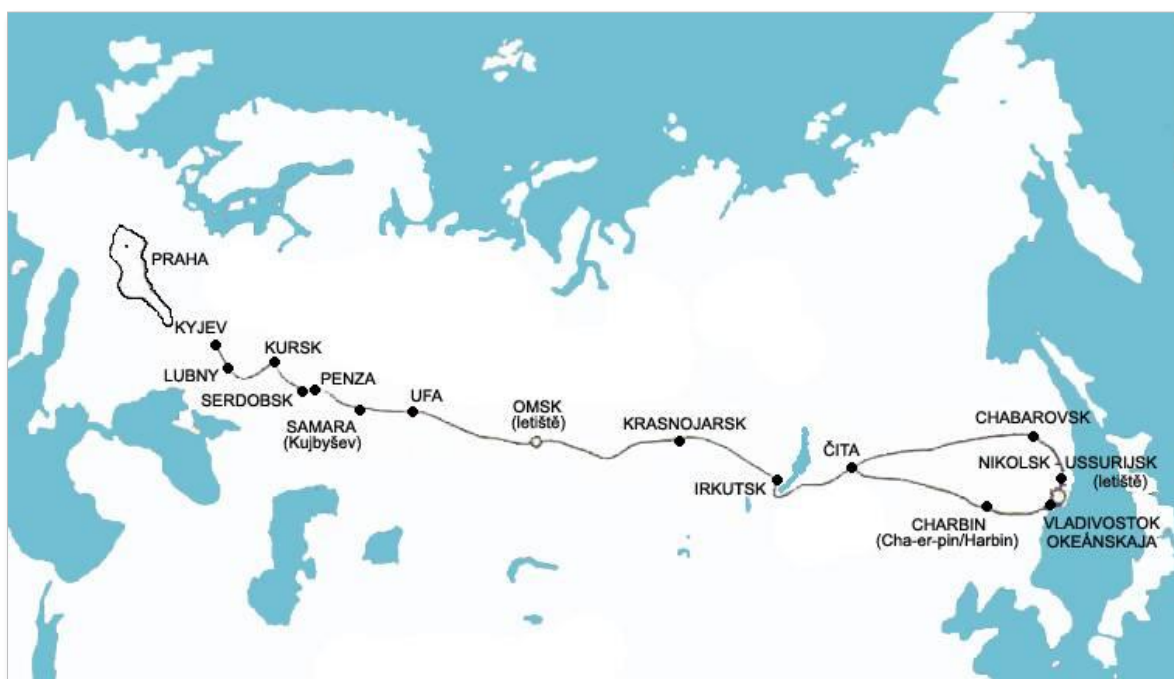 PRAHA
KYJEV
KURSK
LUBNY
PENZA
SERDOBSK
UFA
SAMARA
(Kujbyšev)
OMSK
(letiště)
KRASNOJARSK
IRKUTSK
ČITA
CHABAROVSK
NIKOLSK - USSURIJSK
(letiště)
CHARBIN
(Cha-er-pin/Harbin)
VLADIVOSTOK
OKEÁNSKAJA